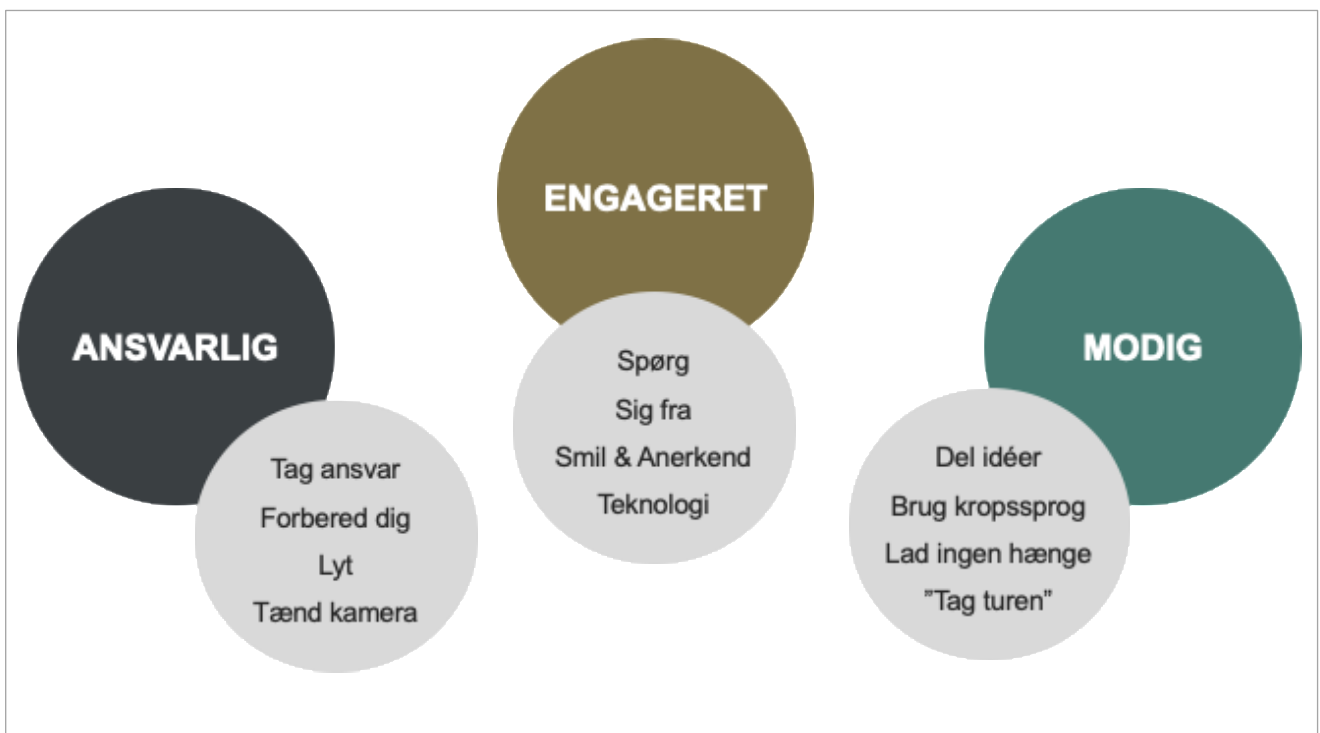 ANSVARLIG
Tag ansvar
Forbered dig
Lyt
Tænd kamera
ENGAGERET
Spørg
Sig fra
Smil & Anerkend
Teknologi
MODIG
Del idéer
Brug kropssprog
Lad ingen hænge
”Tag turen”